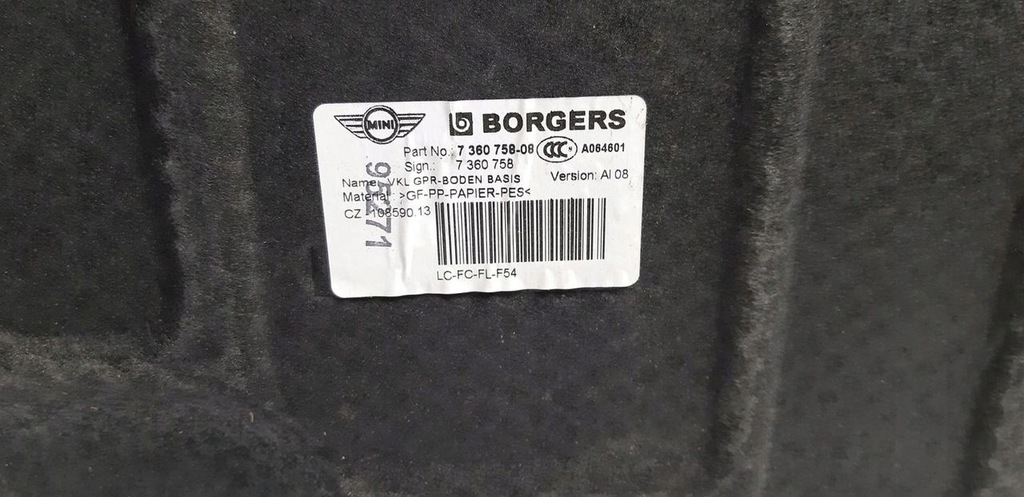 MINI BORGERS
Part No.: 7 360 758-08 CCC A064601
Sign.: 7 360 758
Name: VKL GPR-BODEN BASIS Version: AI 08
Material: >GF-PP-PAPIER-PES<
CZ 108590.13
LC-FC-FL-F54